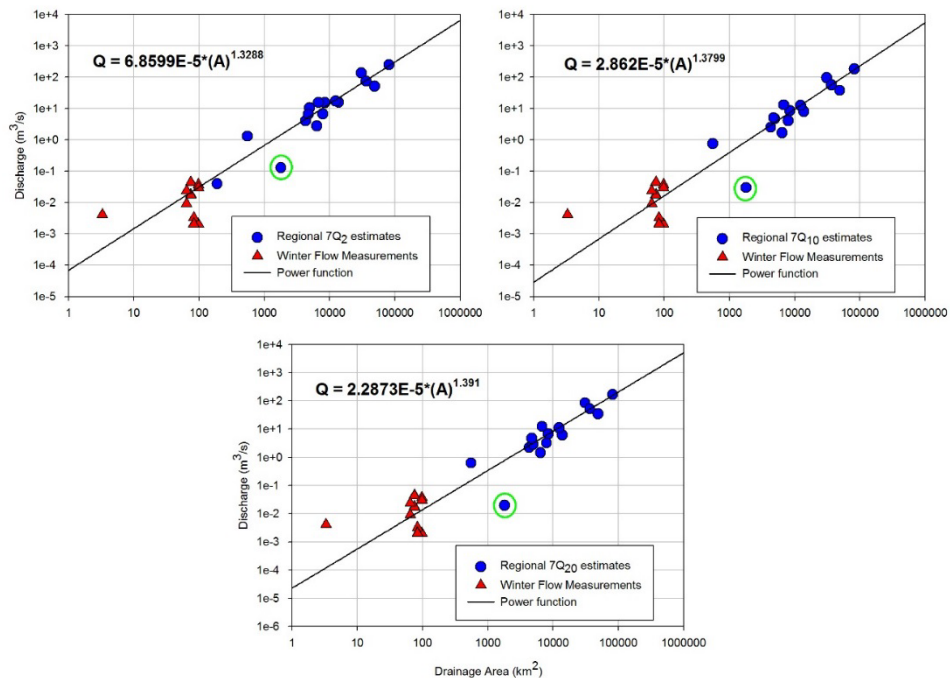 Q = 6.8599E-5*(A)^1.3288
1e+4
1e+3
1e+2
1e+1
1e+0
1e-1
1e-2
1e-3
1e-4
1e-5
Discharge (m³/s)
Regional 7Q₂ estimates
Winter Flow Measurements
Power function
1 10 100 1000 10000 100000 1000000
Q = 2.862E-5*(A)^1.3799
1e+4
1e+3
1e+2
1e+1
1e+0
1e-1
1e-2
1e-3
1e-4
1e-5
Regional 7Q₁₀ estimates
Winter Flow Measurements
Power function
1 10 100 1000 10000 100000 1000000
Q = 2.2873E-5*(A)^1.391
1e+4
1e+3
1e+2
1e+1
1e+0
1e-1
1e-2
1e-3
1e-4
1e-5
1e-6
Discharge (m³/s)
Regional 7Q₂₀ estimates
Winter Flow Measurements
Power function
1 10 100 1000 10000 100000 1000000
Drainage Area (km²)